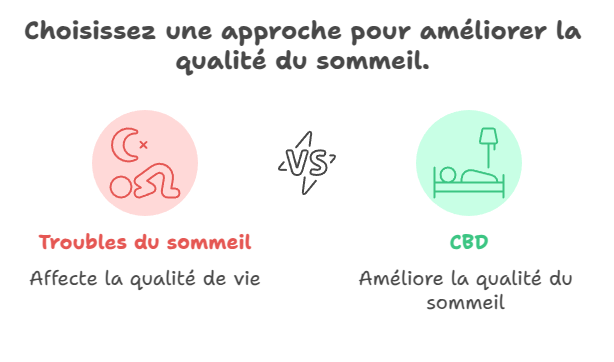 Choisissez une approche pour améliorer la
qualité du sommeil.
VS
Troubles du sommeil
CBD
Affecte la qualité de vie
Améliore la qualité du
sommeil